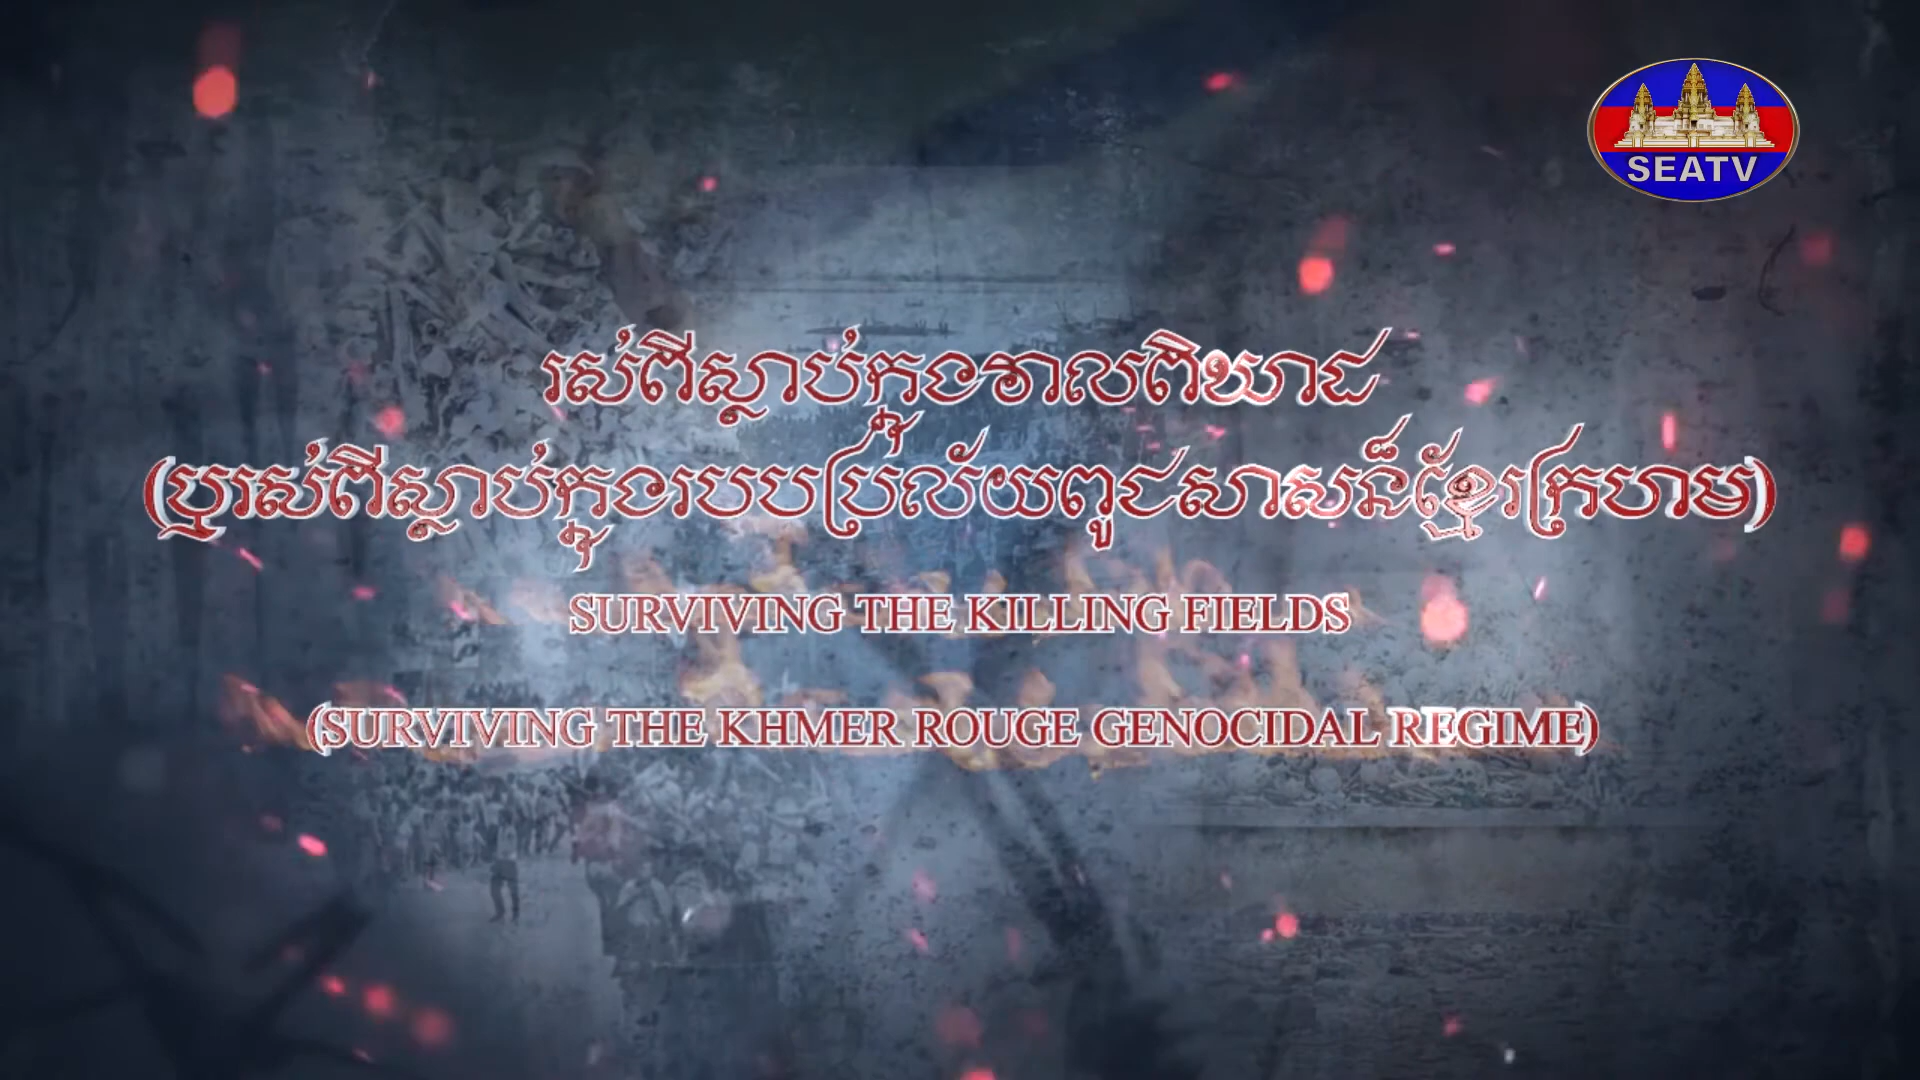 SEATV
រស់ពីស្លាប់ក្នុងវាលពិឃាដ
(ឬរស់ពីស្លាប់ក្នុងរបបប្រល័យពូជសាសន៍ខ្មែរក្រហម)
SURVIVING THE KILLING FIELDS
(SURVIVING THE KHMER ROUGE GENOCIDAL REGIME)